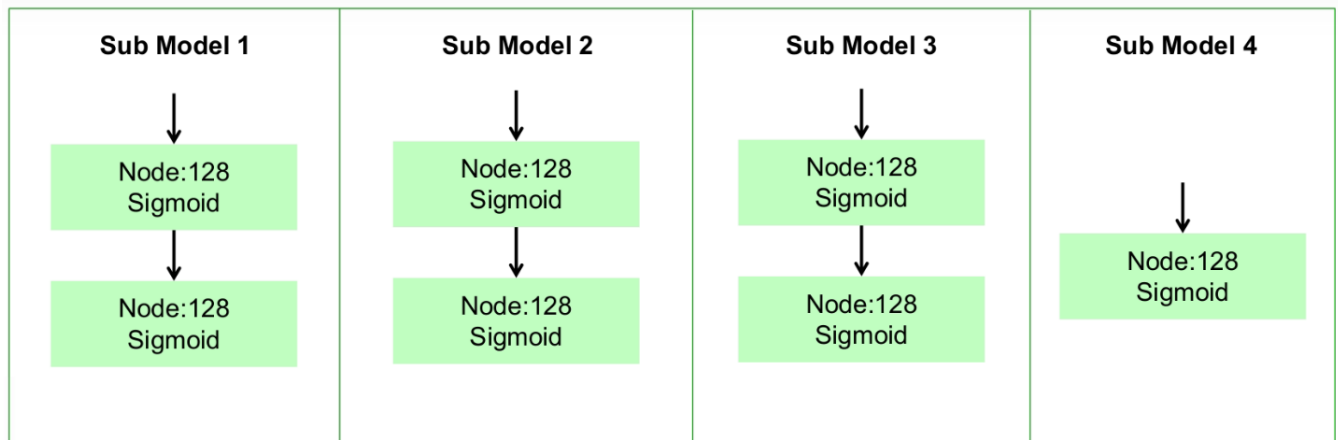 Sub Model 1
Node:128
Sigmoid
Node:128
Sigmoid
Sub Model 2
Node:128
Sigmoid
Node:128
Sigmoid
Sub Model 3
Node:128
Sigmoid
Node:128
Sigmoid
Sub Model 4
Node:128
Sigmoid